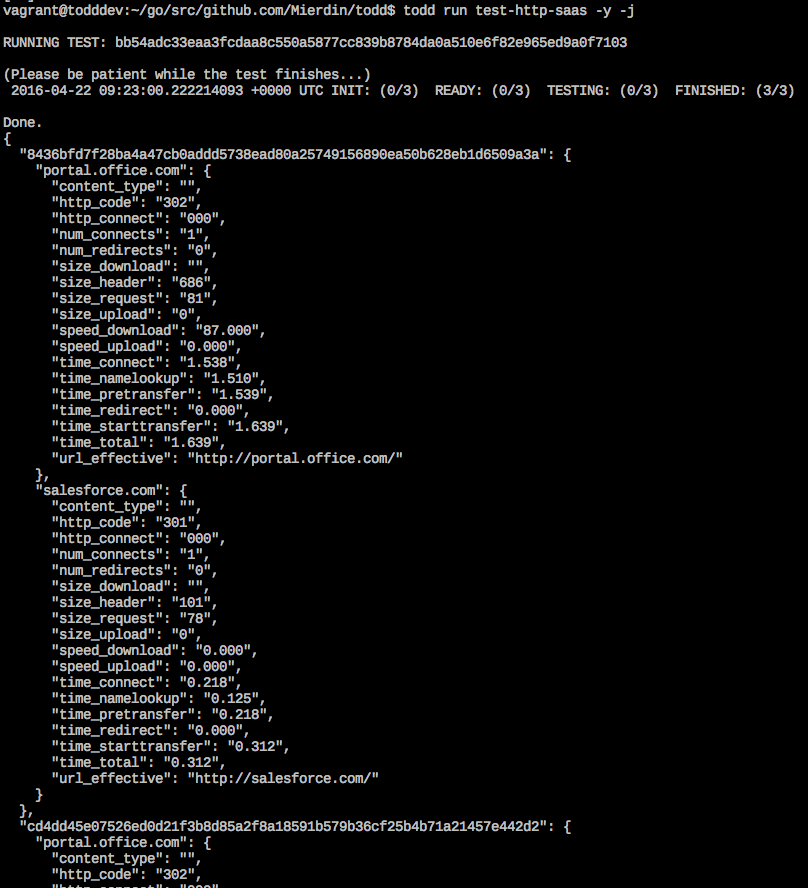 vagrant@todddev:~/go/src/github.com/Mierdin/todd$ todd run test-http-saas -y -j
RUNNING TEST: bb54adc33eaa3fcdaa8c550a5877cc839b8784da0a510e6f82e965ed9a0f7103
(Please be patient while the test finishes...)
2016-04-22 09:23:00.222214093 +0000 UTC INIT: (0/3)  READY: (0/3)  TESTING: (0/3)  FINISHED: (3/3)
Done.
{
  "8436bfd7f28ba4a47cb0addd5738ead80a25749156890ea50b628eb1d6509a3a": {
    "portal.office.com": {
      "content_type": "",
      "http_code": "302",
      "http_connect": "000",
      "num_connects": "1",
      "num_redirects": "0",
      "size_download": "",
      "size_header": "686",
      "size_request": "81",
      "size_upload": "0",
      "speed_download": "87.000",
      "speed_upload": "0.000",
      "time_connect": "1.538",
      "time_namelookup": "1.510",
      "time_pretransfer": "1.539",
      "time_redirect": "0.000",
      "time_starttransfer": "1.639",
      "time_total": "1.639",
      "url_effective": "http://portal.office.com/"
    },
    "salesforce.com": {
      "content_type": "",
      "http_code": "301",
      "http_connect": "000",
      "num_connects": "1",
      "num_redirects": "0",
      "size_download": "",
      "size_header": "101",
      "size_request": "78",
      "size_upload": "0",
      "speed_download": "0.000",
      "speed_upload": "0.000",
      "time_connect": "0.218",
      "time_namelookup": "0.125",
      "time_pretransfer": "0.218",
      "time_redirect": "0.000",
      "time_starttransfer": "0.312",
      "time_total": "0.312",
      "url_effective": "http://salesforce.com/"
    }
  },
  "cd4dd45e07526ed0d21f3b8d85a2f8a18591b579b36cf25b4b71a21457e442d2": {
    "portal.office.com": {
      "content_type": "",
      "http_code": "302",